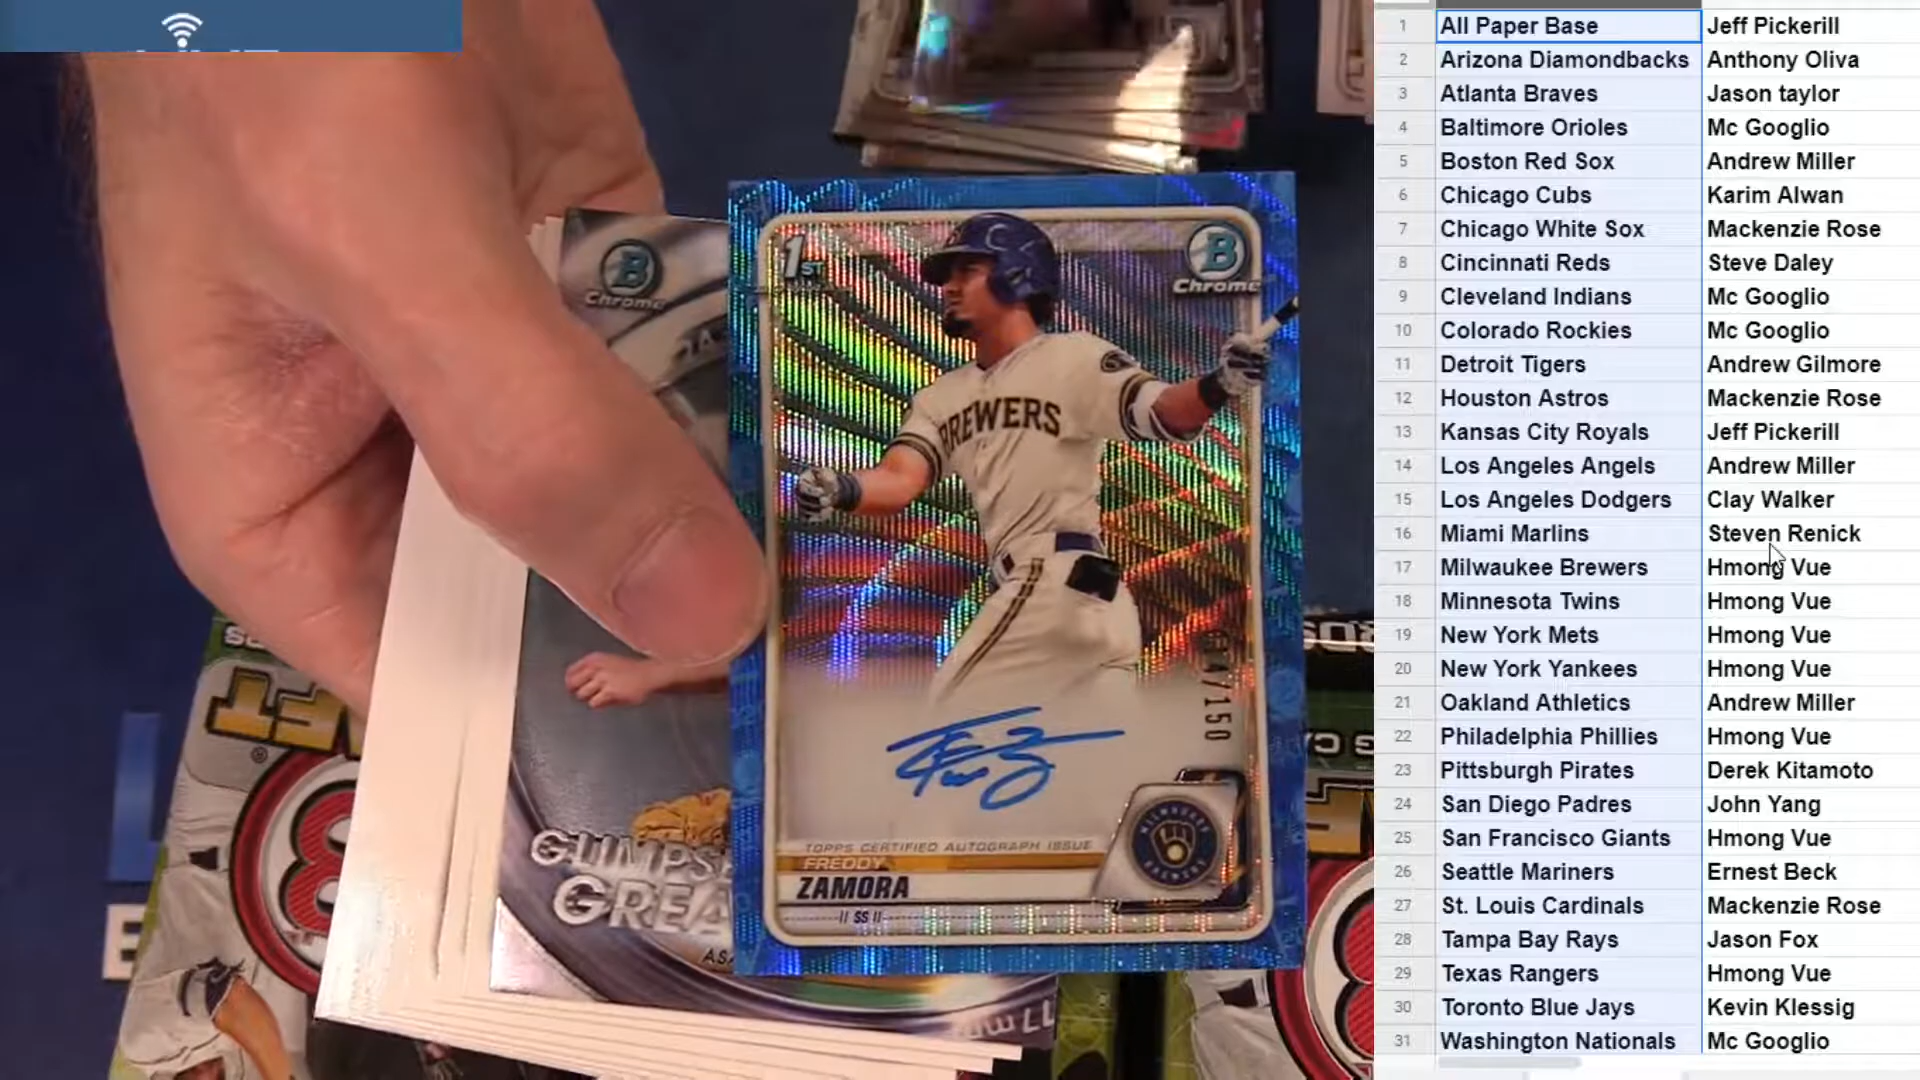 1ST
Chrome
B
Chrome
BREWERS
/150
TOPPS CERTIFIED AUTOGRAPH ISSUE
FREDDY
ZAMORA
SS
MILWAUKEE
BREWERS
GLIMPS
GREA
1 All Paper Base Jeff Pickerill
2 Arizona Diamondbacks Anthony Oliva
3 Atlanta Braves Jason taylor
4 Baltimore Orioles Mc Googlio
5 Boston Red Sox Andrew Miller
6 Chicago Cubs Karim Alwan
7 Chicago White Sox Mackenzie Rose
8 Cincinnati Reds Steve Daley
9 Cleveland Indians Mc Googlio
10 Colorado Rockies Mc Googlio
11 Detroit Tigers Andrew Gilmore
12 Houston Astros Mackenzie Rose
13 Kansas City Royals Jeff Pickerill
14 Los Angeles Angels Andrew Miller
15 Los Angeles Dodgers Clay Walker
16 Miami Marlins Steven Renick
17 Milwaukee Brewers Hmong Vue
18 Minnesota Twins Hmong Vue
19 New York Mets Hmong Vue
20 New York Yankees Hmong Vue
21 Oakland Athletics Andrew Miller
22 Philadelphia Phillies Hmong Vue
23 Pittsburgh Pirates Derek Kitamoto
24 San Diego Padres John Yang
25 San Francisco Giants Hmong Vue
26 Seattle Mariners Ernest Beck
27 St. Louis Cardinals Mackenzie Rose
28 Tampa Bay Rays Jason Fox
29 Texas Rangers Hmong Vue
30 Toronto Blue Jays Kevin Klessig
31 Washington Nationals Mc Googlio